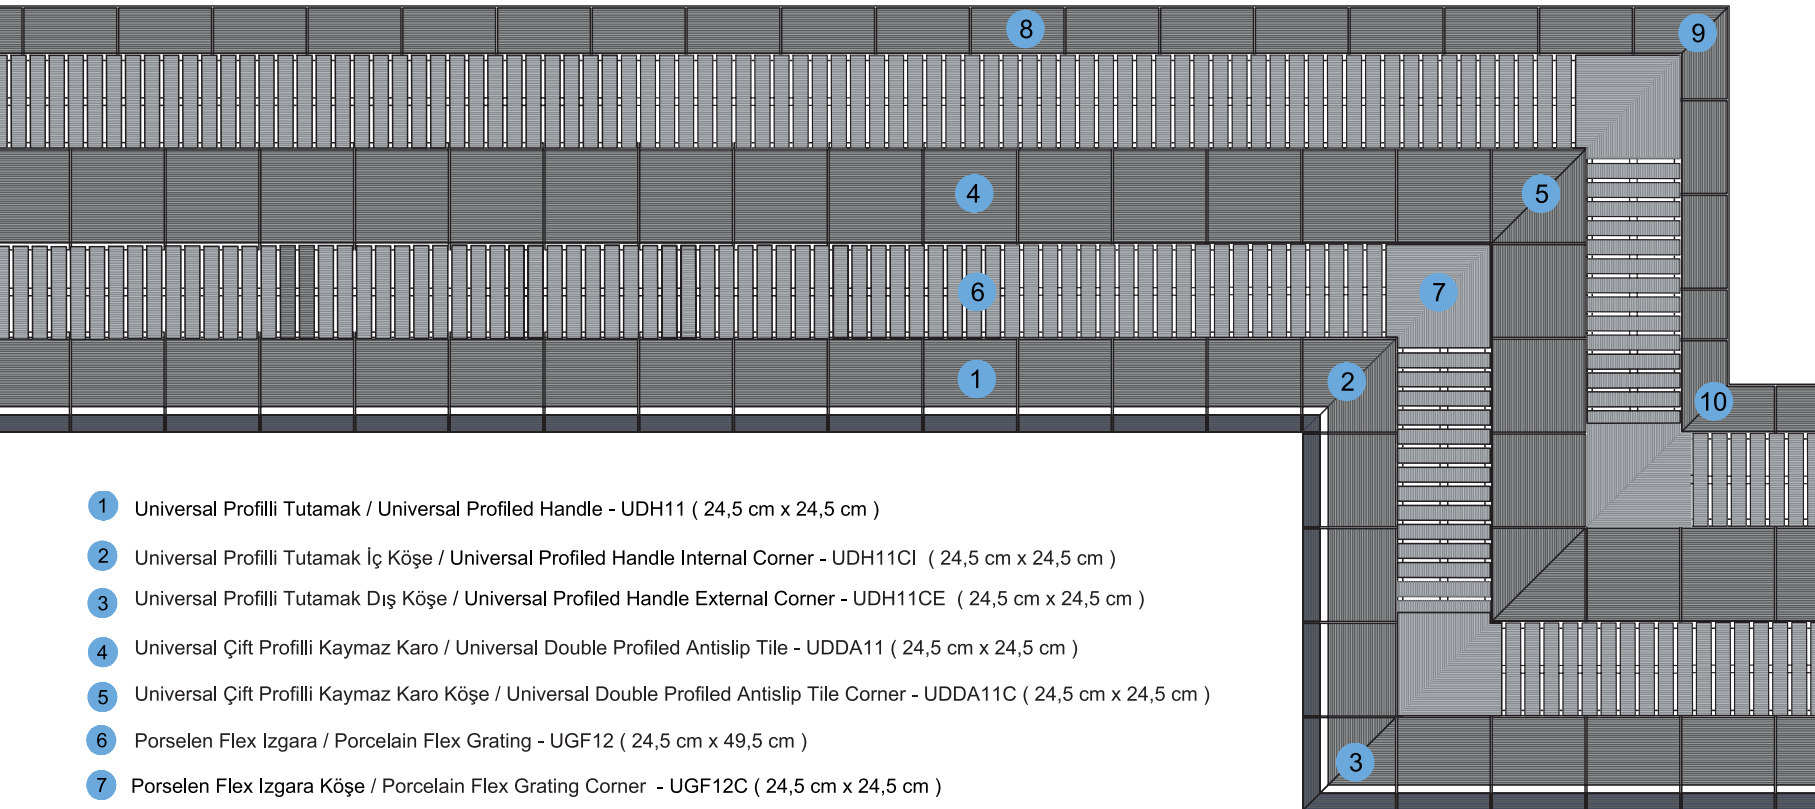 8
9
4
5
6
7
1
2
10
3
1 Universal Profilli Tutamak / Universal Profiled Handle - UDH11 ( 24,5 cm x 24,5 cm )
2 Universal Profilli Tutamak İç Köşe / Universal Profiled Handle Internal Corner - UDH11CI ( 24,5 cm x 24,5 cm )
3 Universal Profilli Tutamak Dış Köşe / Universal Profiled Handle External Corner - UDH11CE ( 24,5 cm x 24,5 cm )
4 Universal Çift Profilli Kaymaz Karo / Universal Double Profiled Antislip Tile - UDDA11 ( 24,5 cm x 24,5 cm )
5 Universal Çift Profilli Kaymaz Karo Köşe / Universal Double Profiled Antislip Tile Corner - UDDA11C ( 24,5 cm x 24,5 cm )
6 Porselen Flex Izgara / Porcelain Flex Grating - UGF12 ( 24,5 cm x 49,5 cm )
7 Porselen Flex Izgara Köşe / Porcelain Flex Grating Corner - UGF12C ( 24,5 cm x 24,5 cm )